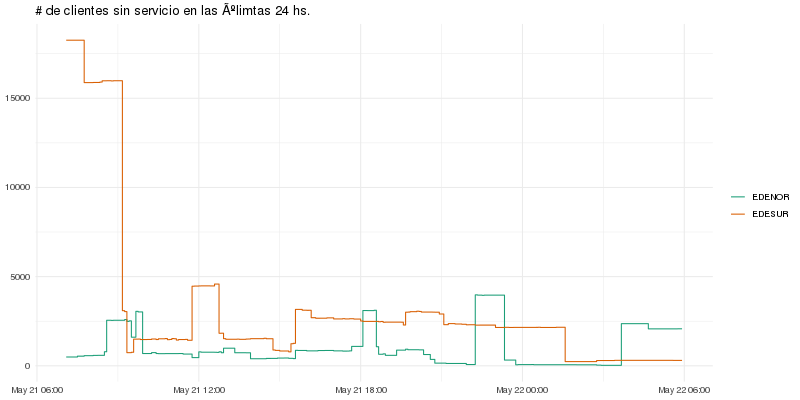 # de clientes sin servicio en las Ãºlimtas 24 hs.
15000
10000
5000
0
May 21 06:00
May 21 12:00
May 21 18:00
May 22 00:00
May 22 06:00
EDENOR
EDESUR